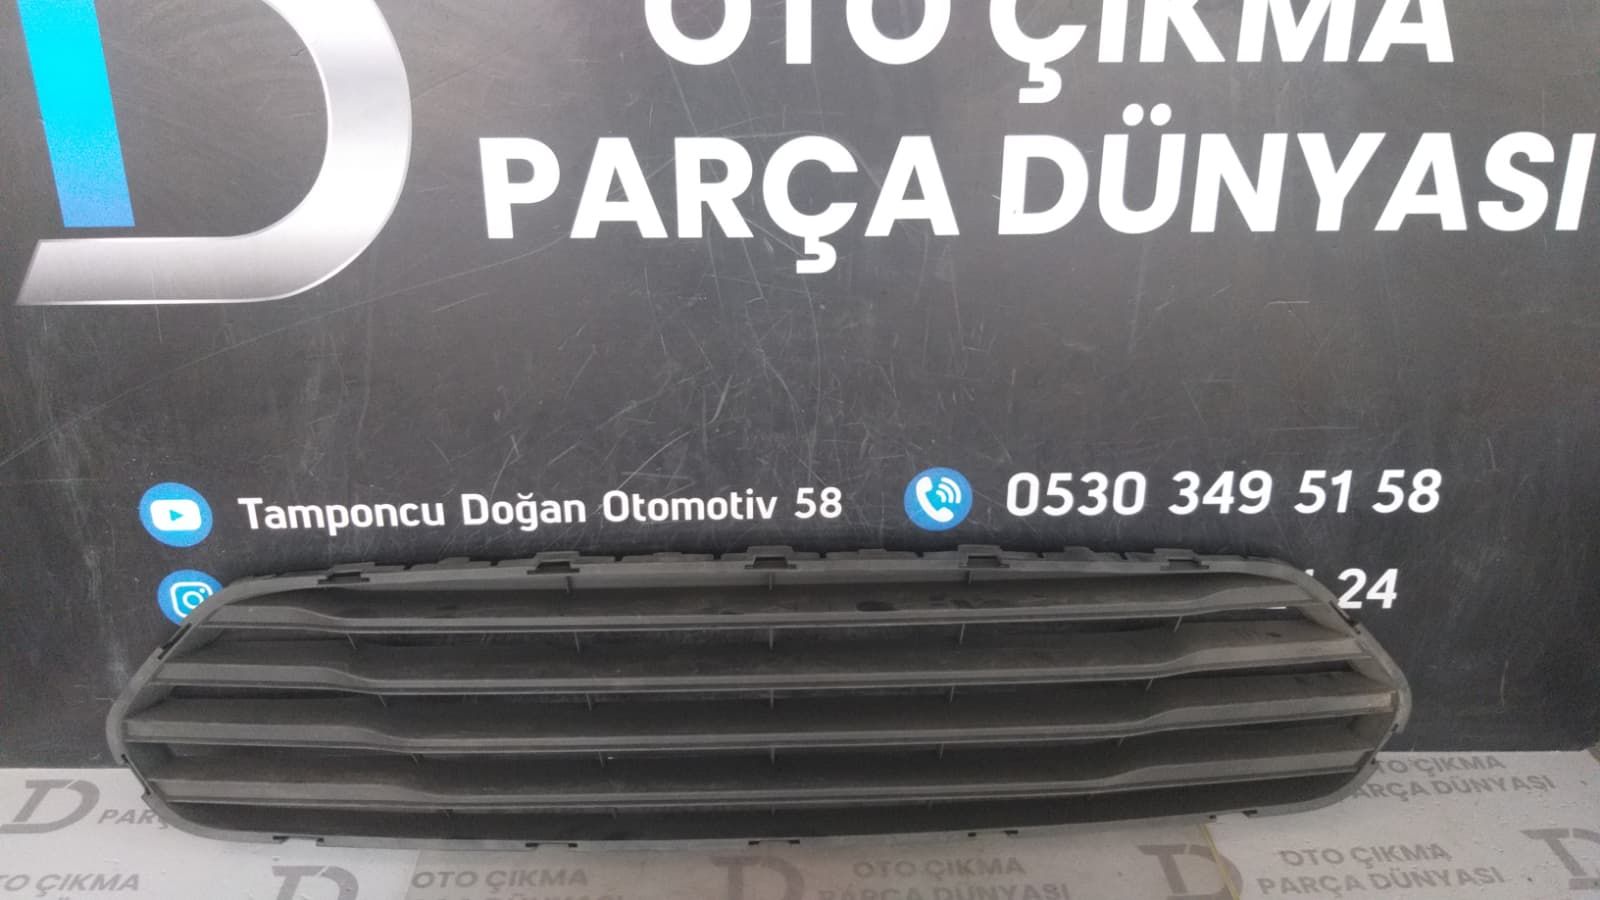 OTO ÇIKMA
PARÇA DÜNYASI
Tamponcu Doğan Otomotiv 58
0530 349 51 58
24
OTO ÇIKMA
PARÇA DÜNYASI
PARÇ
OTO ÇIKMA
OTO ÇIKMA
PARÇA DÜNYASI
OTO ÇIKMA
PARÇA DÜNYASI